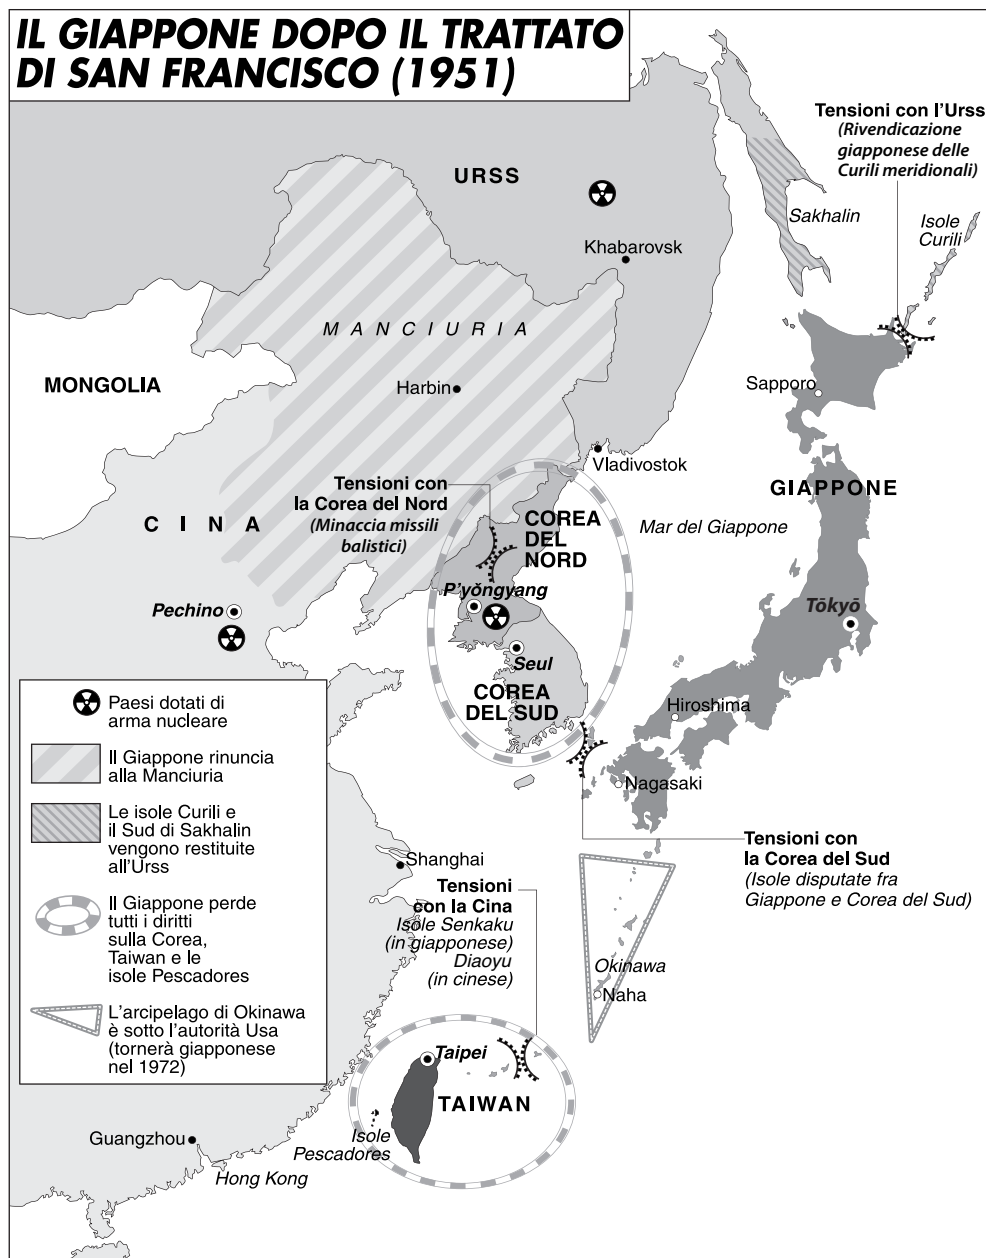 IL GIAPPONE DOPO IL TRATTATO
DI SAN FRANCISCO (1951)
Tensioni con l'Urss
(Rivendicazione
giapponese delle
Curili meridionali)
URSS
Sakhalin
Isole
Curili
Khabarovsk
MANCIURIA
MONGOLIA
Harbin
Sapporo
Vladivostok
Tensioni con
la Corea del Nord
(Minaccia missili
balistici)
GIAPPONE
CINA
COREA
DEL
NORD
Mar del Giappone
P'yŏngyang
Pechino
Tōkyō
Seul
COREA
DEL SUD
Hiroshima
Nagasaki
Paesi dotati di
arma nucleare
Il Giappone rinuncia
alla Manciuria
Le isole Curili e
il Sud di Sakhalin
vengono restituite
all'Urss
Il Giappone perde
tutti i diritti
sulla Corea,
Taiwan e le
isole Pescadores
L'arcipelago di Okinawa
è sotto l'autorità Usa
(tornerà giapponese
nel 1972)
Tensioni con
la Corea del Sud
(Isole disputate fra
Giappone e Corea del Sud)
Shanghai
Tensioni
con la Cina
Isole Senkaku
(in giapponese)
Diaoyu
(in cinese)
Okinawa
Naha
Taipei
TAIWAN
Isole
Pescadores
Guangzhou
Hong Kong